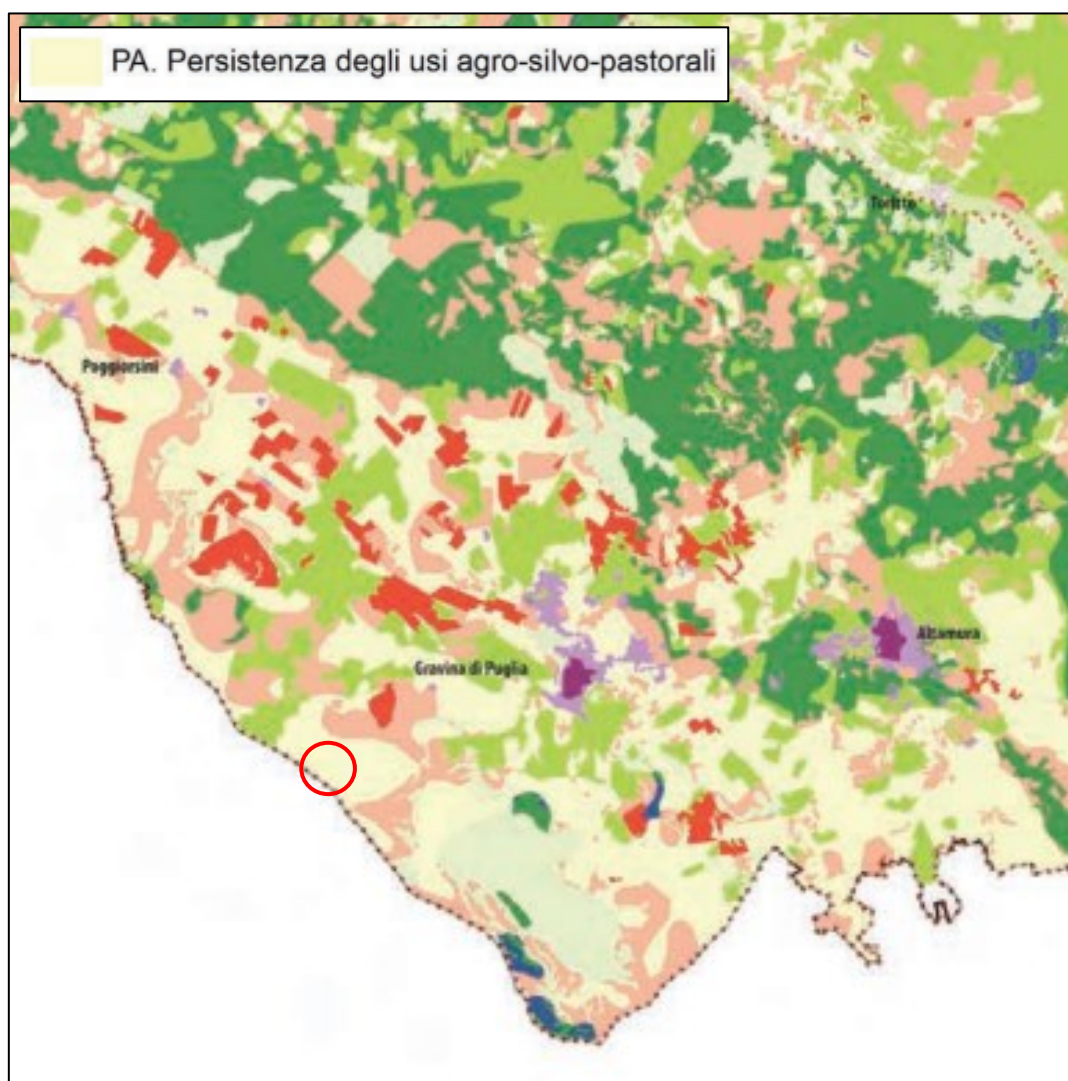 PA. Persistenza degli usi agro-silvo-pastorali
Toritto
Poggiorsini
Altamura
Gravina di Puglia